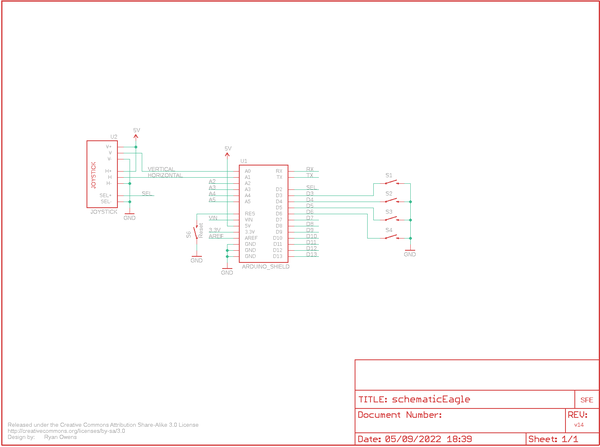 5V
U2
A+
A
A-
H+
H
H-
SEL+
SEL-
JOYSTICK
JOYSTICK
GND
VERTICAL
HORIZONTAL
SEL
5V
U1
A2
A3
A4
A5
VIN
3.3V
AREF
A0
A1
A2
A3
A4
A5
RES
VIN
5V
3.3V
AREF
GND
GND
GND
RX
TX
D2
D3
D4
D5
D6
D7
D8
D9
D10
D11
D12
D13
RX
TX
SEL
D3
D4
D5
D6
D7
D8
D9
D10
D11
D12
D13
ARDUINO_SHIELD
Reset
GND
GND
S1
S2
S3
S4
GND
TITLE: schematicEagle
SFE
Document Number:
REV:
v14
Date: 05/09/2022 18:39
Sheet: 1/1
Released under the Creative Commons Attribution Share-Alike 3.0 License
http://creativecommons.org/licenses/by-sa/3.0
Design by: Ryan Owens